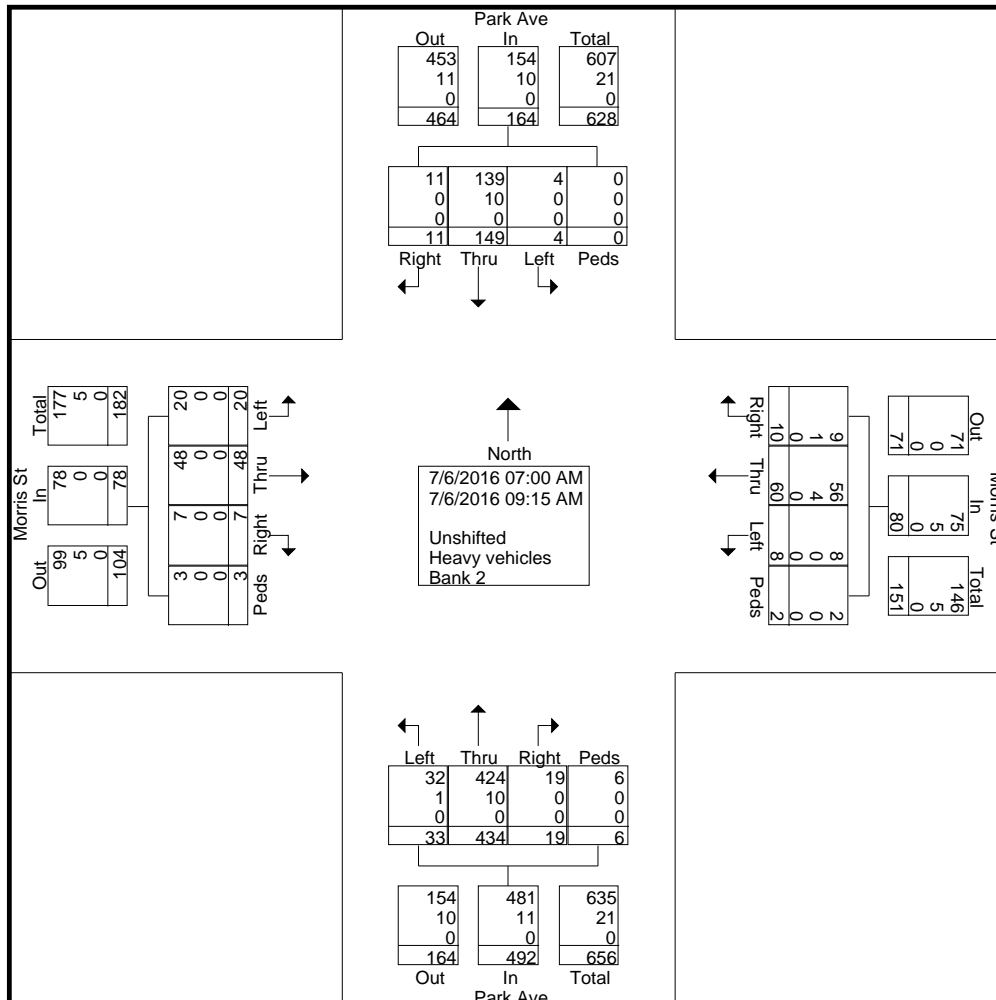 Park Ave
Out In Total
453 154 607
11 10 21
0 0 0
464 164 628
11 139 4 0
0 10 0 0
0 0 0 0
11 149 4 0
Right Thru Left Peds
Morris St
Total
177
5
0
182
In
78
0
0
78
Out
99
5
0
104
Left
20
0
0
20
Thru
48
0
0
48
Right
7
0
0
7
Peds
3
0
0
3
North
7/6/2016 07:00 AM
7/6/2016 09:15 AM
Unshifted
Heavy vehicles
Bank 2
Right
9
1
0
10
Thru
56
4
0
60
Left
8
0
0
8
Peds
2
0
0
2
Out
71
0
0
71
In
75
5
0
80
Total
146
5
0
151
Morris St
Left Thru Right Peds
32 424 19 6
1 10 0 0
0 0 0 0
33 434 19 6
154 481 635
10 11 21
0 0 0
164 492 656
Out In Total
Park Ave